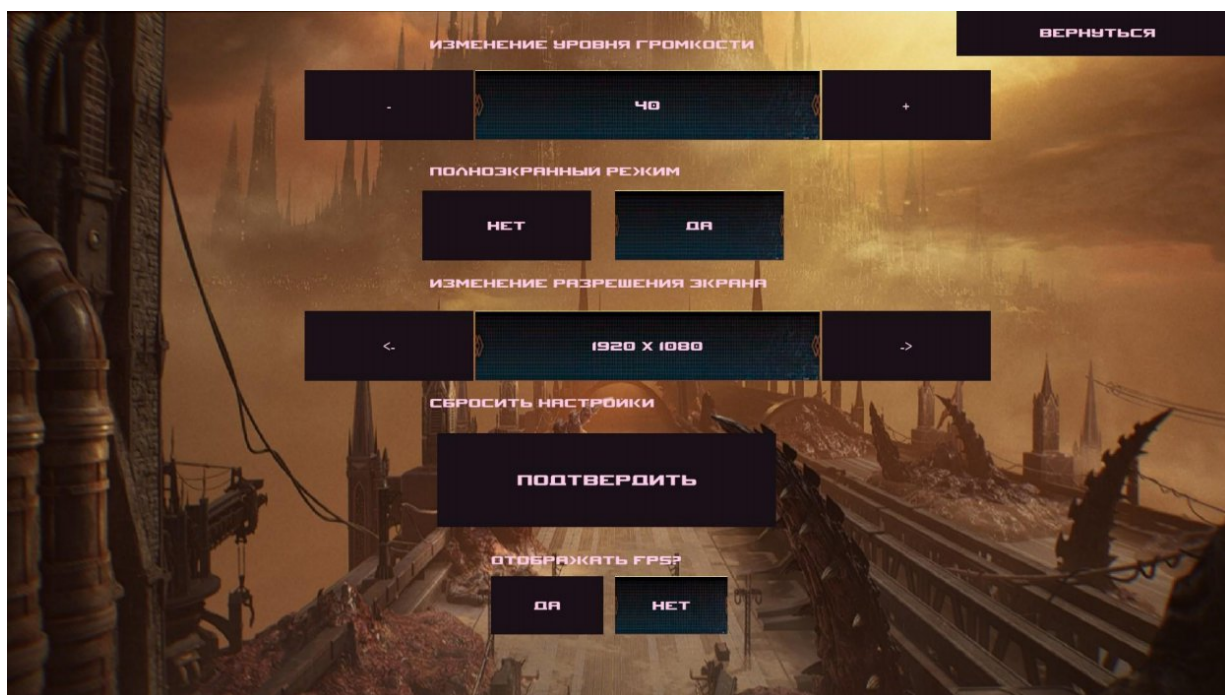 ИЗМЕНЕНИЕ УРОВНЯ ГРОМКОСТИ
ВЕРНУТЬСЯ
- 40 +
ПОЛНОЭКРАННЫЙ РЕЖИМ
НЕТ ДА
ИЗМЕНЕНИЕ РАЗРЕШЕНИЯ ЭКРАНА
<- 1920 X 1080 ->
СБРОСИТЬ НАСТРОЙКИ
ПОДТВЕРДИТЬ
ОТОБРАЖАТЬ FPS?
ДА НЕТ